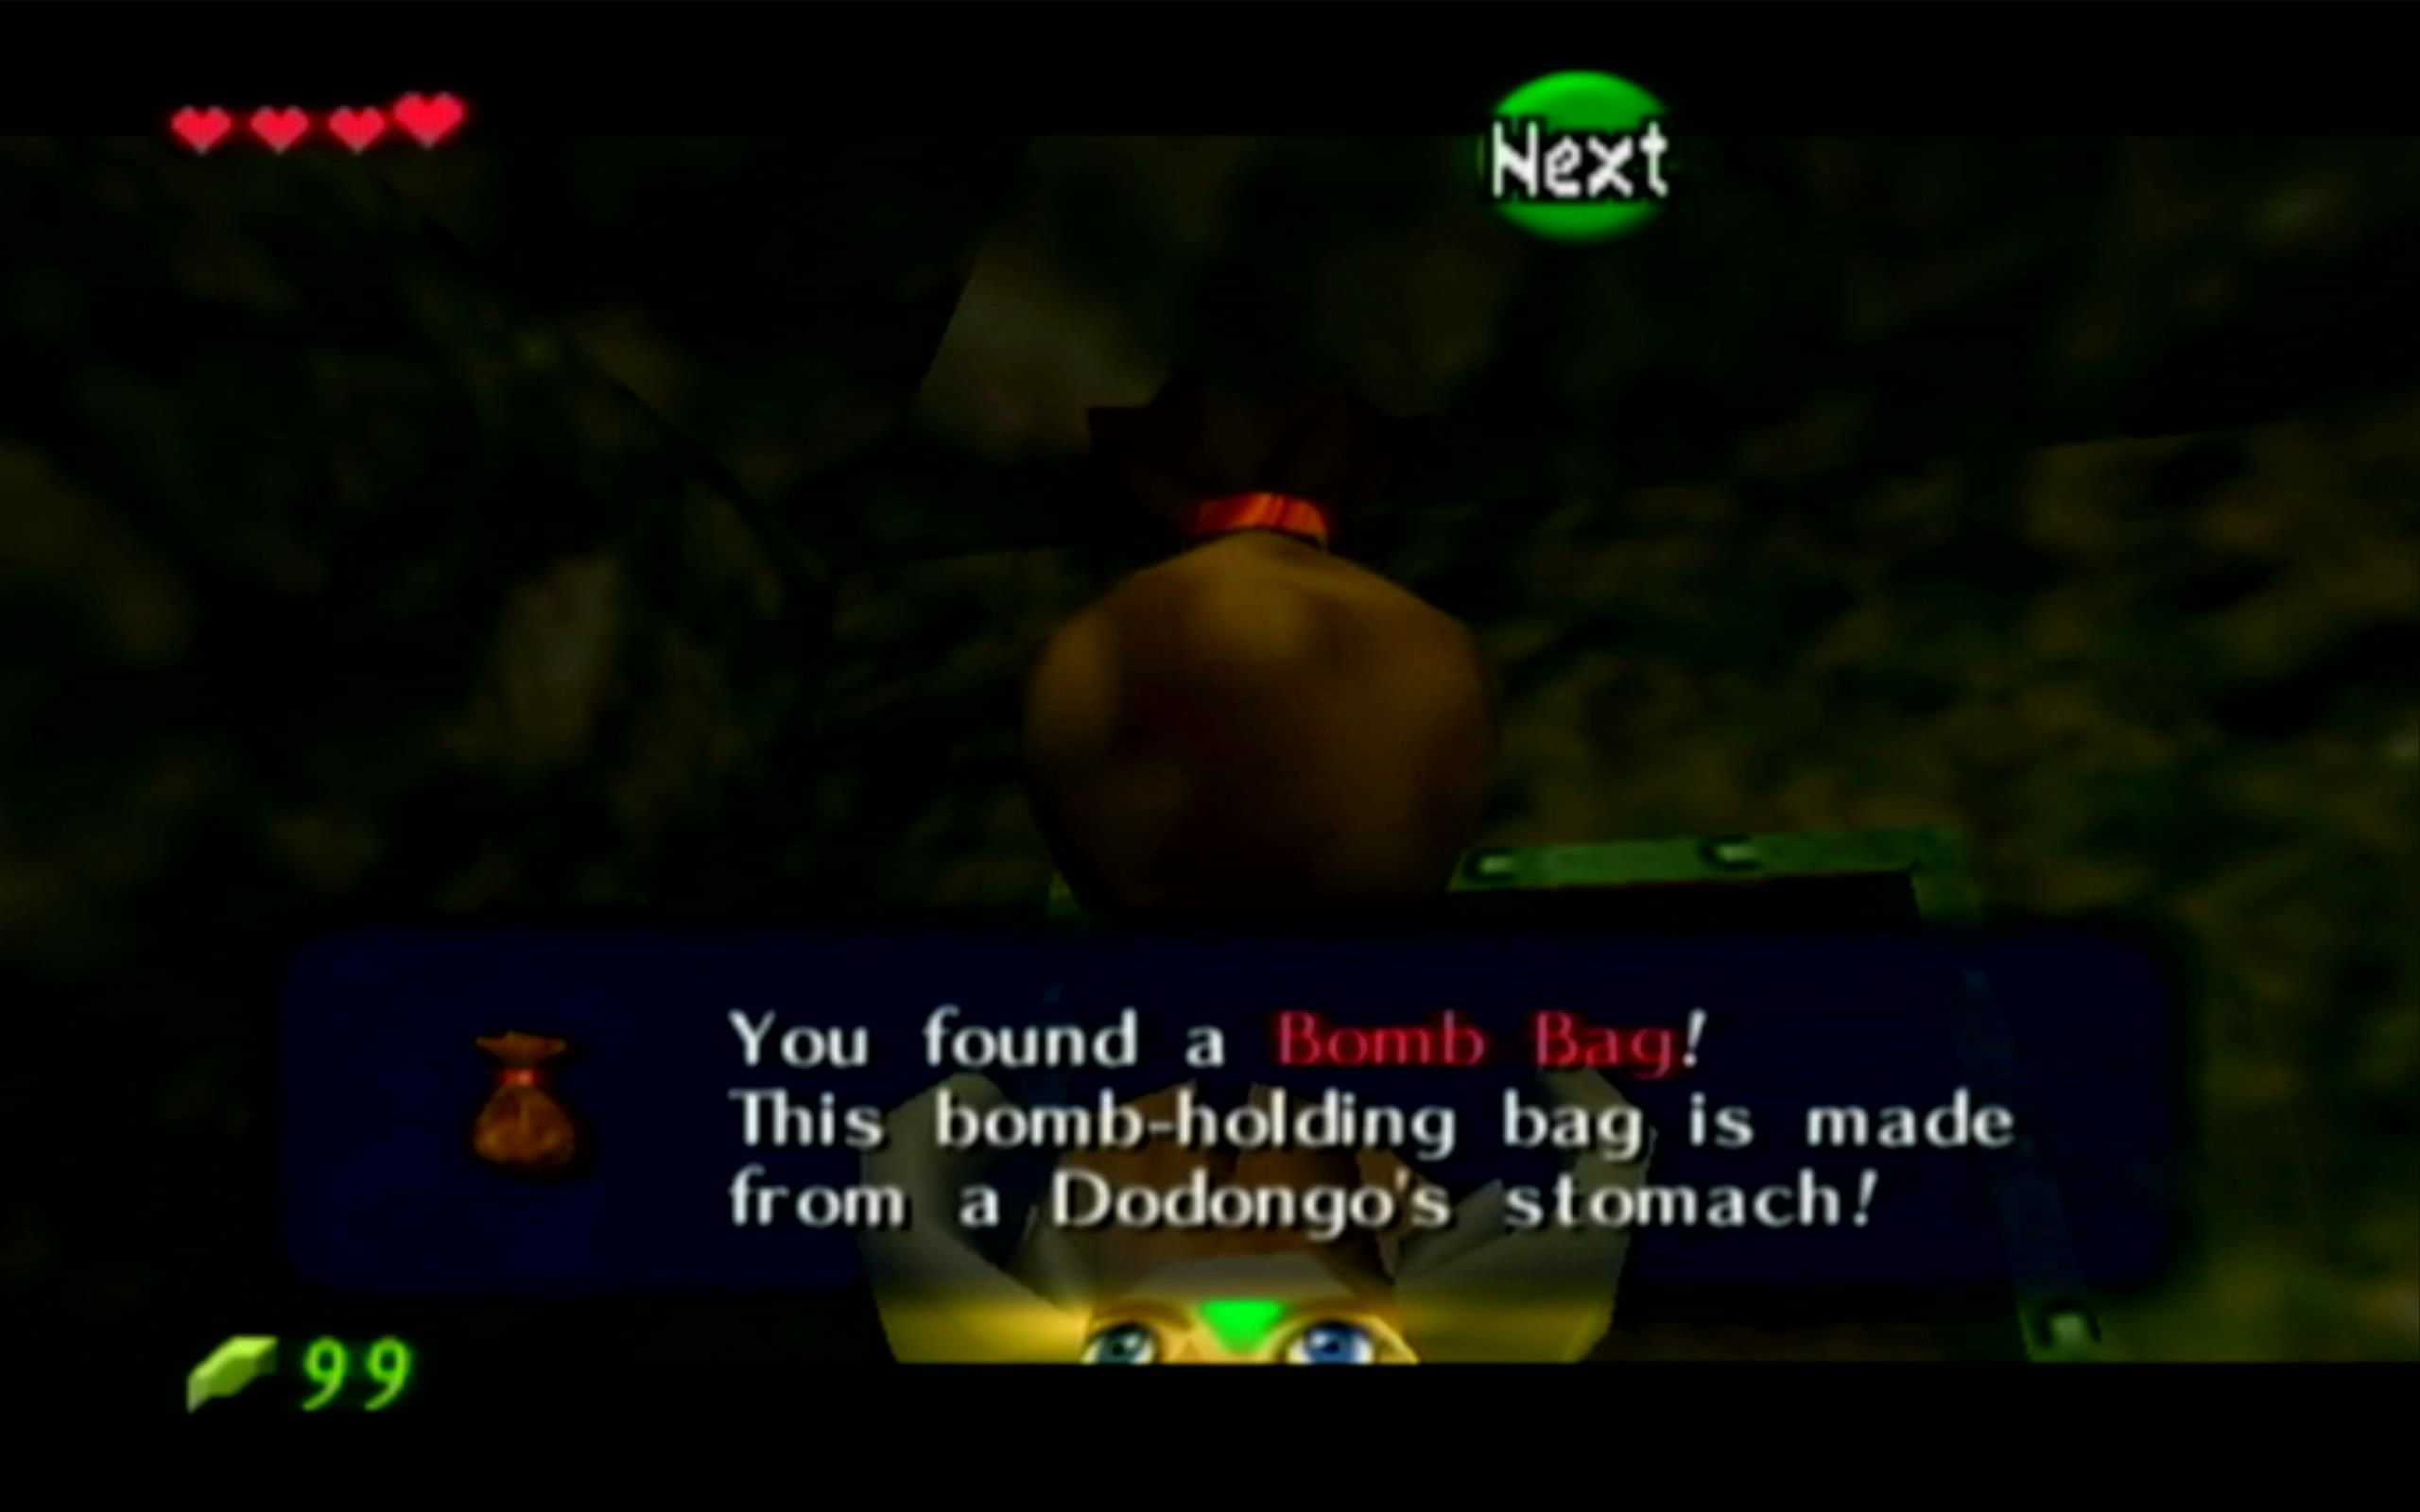 Next
You found a Bomb Bag!
This bomb-holding bag is made
from a Dodongo's stomach!
99